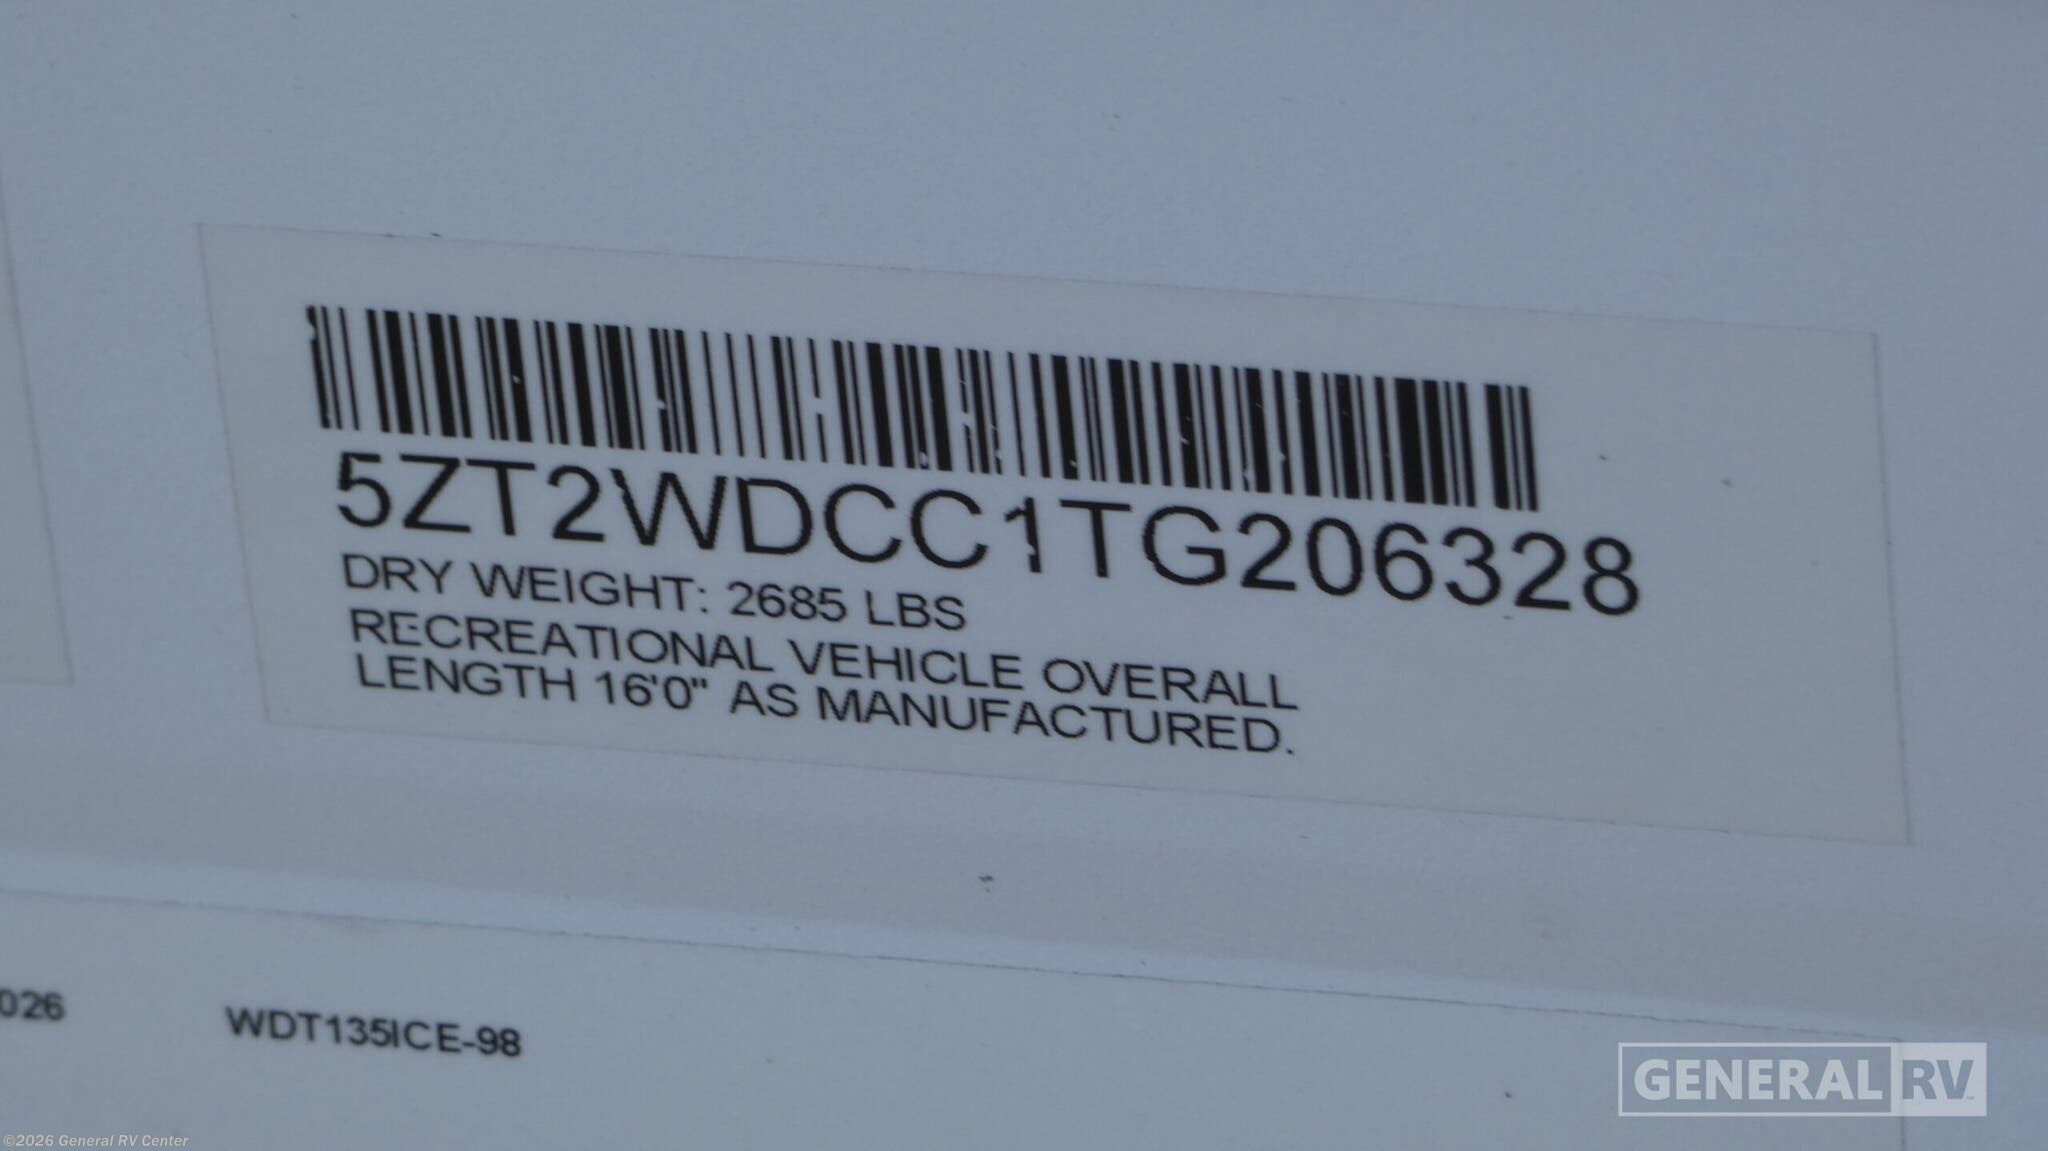 5ZT2WDCC1TG206328
DRY WEIGHT: 2685 LBS
RECREATIONAL VEHICLE OVERALL
LENGTH 16'0" AS MANUFACTURED.
026 WDT135ICE-98
GENERAL RV
©2026 General RV Center